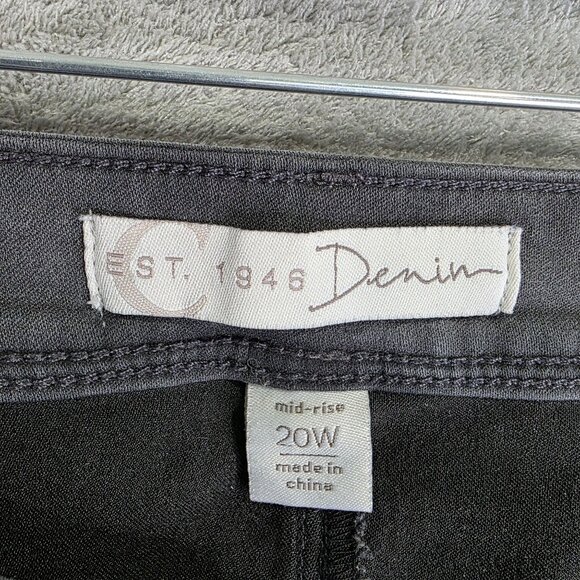 C
EST. 1946 Denim
mid-rise
20W
made in
china